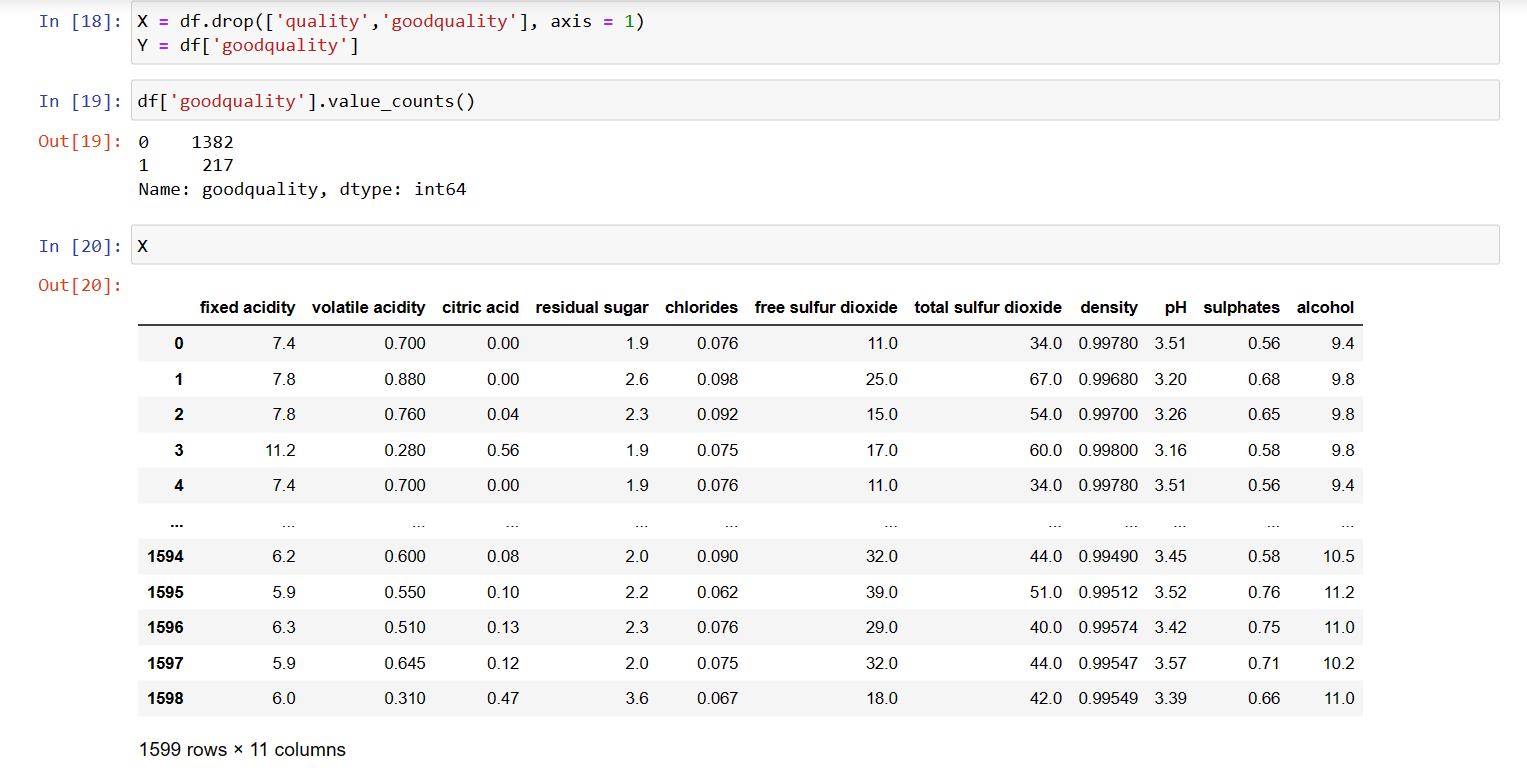 In [18]: X = df.drop(['quality','goodquality'], axis = 1)
Y = df['goodquality']
In [19]: df['goodquality'].value_counts()
Out[19]: 0    1382
1     217
Name: goodquality, dtype: int64
In [20]: X
Out[20]:
fixed acidity volatile acidity citric acid residual sugar chlorides free sulfur dioxide total sulfur dioxide density pH sulphates alcohol
0 7.4 0.700 0.00 1.9 0.076 11.0 34.0 0.99780 3.51 0.56 9.4
1 7.8 0.880 0.00 2.6 0.098 25.0 67.0 0.99680 3.20 0.68 9.8
2 7.8 0.760 0.04 2.3 0.092 15.0 54.0 0.99700 3.26 0.65 9.8
3 11.2 0.280 0.56 1.9 0.075 17.0 60.0 0.99800 3.16 0.58 9.8
4 7.4 0.700 0.00 1.9 0.076 11.0 34.0 0.99780 3.51 0.56 9.4
... ... ... ... ... ... ... ... ... ... ... ...
1594 6.2 0.600 0.08 2.0 0.090 32.0 44.0 0.99490 3.45 0.58 10.5
1595 5.9 0.550 0.10 2.2 0.062 39.0 51.0 0.99512 3.52 0.76 11.2
1596 6.3 0.510 0.13 2.3 0.076 29.0 40.0 0.99574 3.42 0.75 11.0
1597 5.9 0.645 0.12 2.0 0.075 32.0 44.0 0.99547 3.57 0.71 10.2
1598 6.0 0.310 0.47 3.6 0.067 18.0 42.0 0.99549 3.39 0.66 11.0
1599 rows × 11 columns